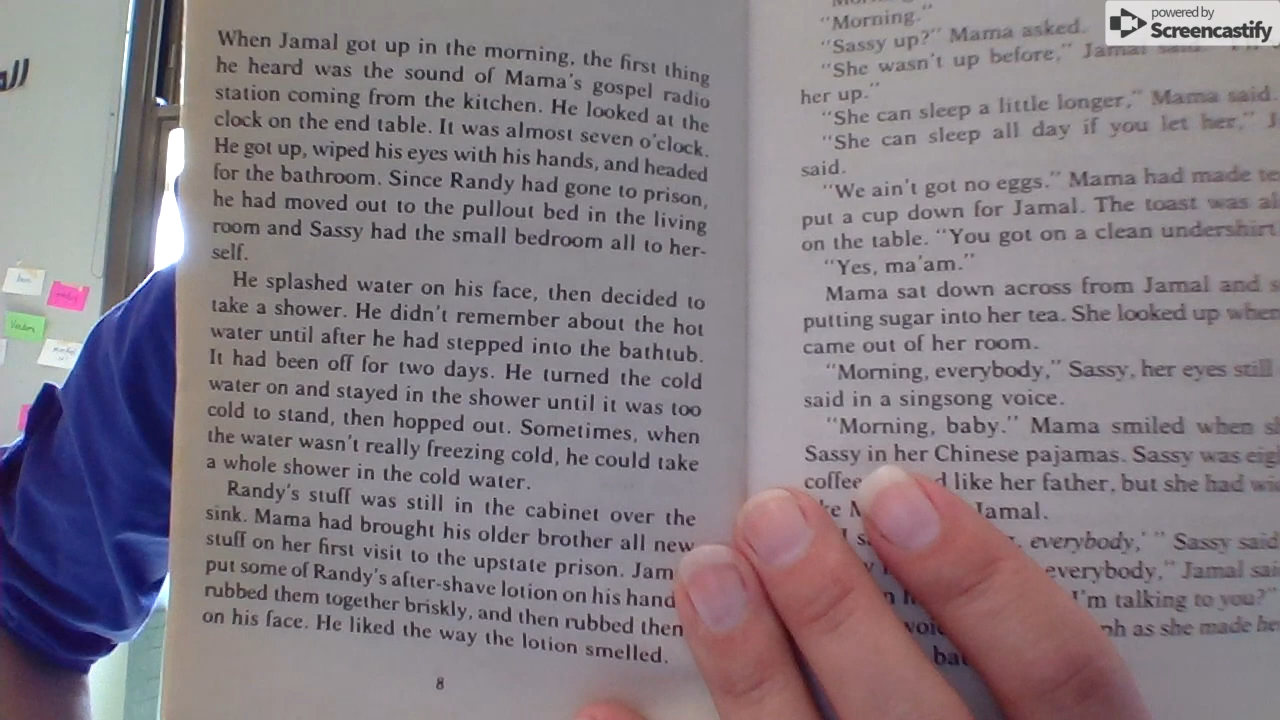 When Jamal got up in the morning, the first thing
he heard was the sound of Mama's gospel radio
station coming from the kitchen. He looked at the
clock on the end table. It was almost seven o'clock.
He got up, wiped his eyes with his hands, and headed
for the bathroom. Since Randy had gone to prison,
he had moved out to the pullout bed in the living
room and Sassy had the small bedroom all to her-
self.
He splashed water on his face, then decided to
take a shower. He didn't remember about the hot
water until after he had stepped into the bathtub.
It had been off for two days. He turned the cold
water on and stayed in the shower until it was too
cold to stand, then hopped out. Sometimes, when
the water wasn't really freezing cold, he could take
a whole shower in the cold water.
Randy's stuff was still in the cabinet over the
sink. Mama had brought his older brother all new
stuff on her first visit to the upstate prison. Jam
put some of Randy's after-shave lotion on his hand
rubbed them together briskly, and then rubbed then
on his face. He liked the way the lotion smelled.
8
"Morning."
"Sassy up?" Mama asked.
"She wasn't up before," Jamal said.
her up."
"She can sleep a little longer," Mama said.
"She can sleep all day if you let her," J
said.
"We ain't got no eggs." Mama had made te
put a cup down for Jamal. The toast was al
on the table. "You got on a clean undershirt
"Yes, ma'am."
Mama sat down across from Jamal and s
putting sugar into her tea. She looked up when
came out of her room.
"Morning, everybody," Sassy, her eyes still
said in a singsong voice.
"Morning, baby." Mama smiled when sh
Sassy in her Chinese pajamas. Sassy was eigh
coffee d like her father, but she had wi
Jamal.
everybody,' " Sassy said
everybody," Jamal sai
I'm talking to you?"
as she made he
powered by
Screencastify